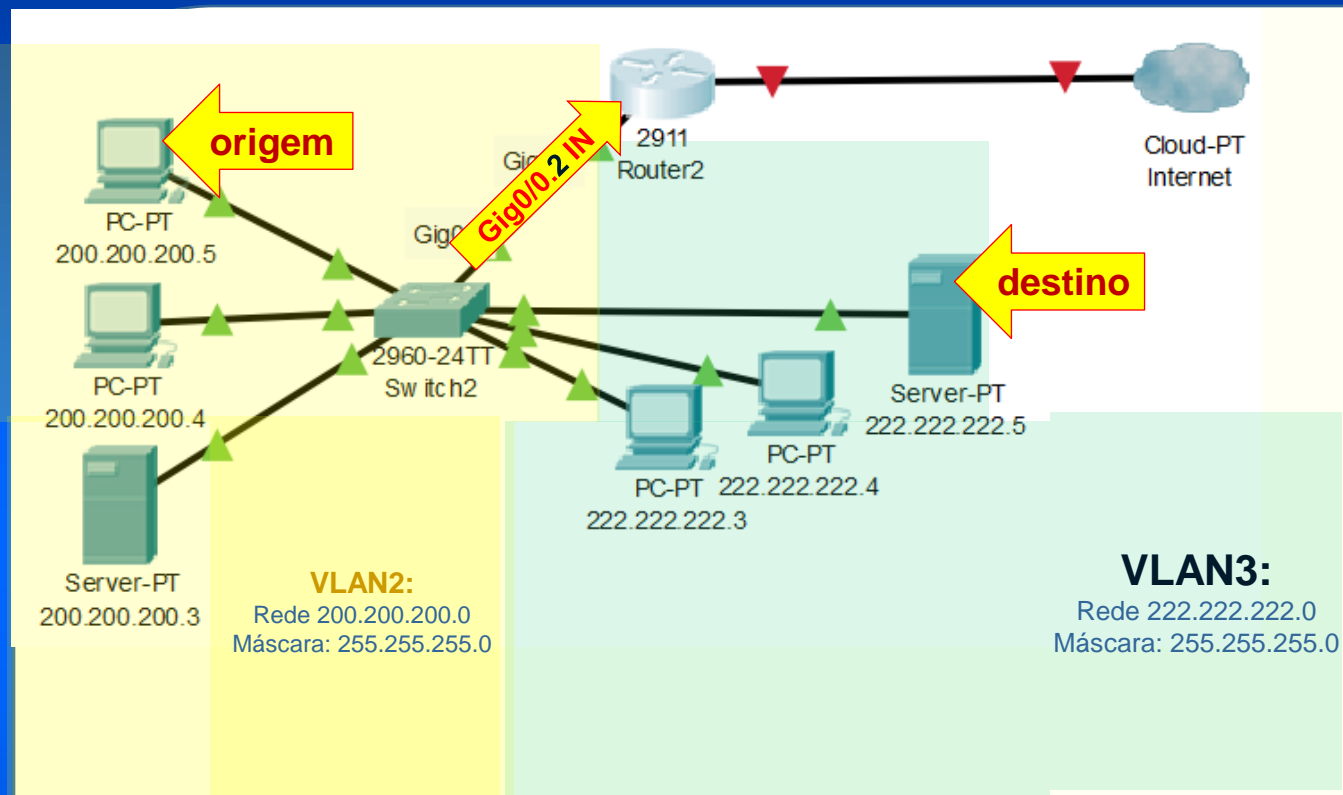 origem
PC-PT
200.200.200.5
PC-PT
200.200.200.4
Server-PT
200.200.200.3
Gig0/0.2 IN
2911
Router2
Cloud-PT
Internet
destino
2960-24TT
Sw itch2
Server-PT
222.222.222.5
PC-PT
222.222.222.4
PC-PT
222.222.222.3
VLAN2:
Rede 200.200.200.0
Máscara: 255.255.255.0
VLAN3:
Rede 222.222.222.0
Máscara: 255.255.255.0